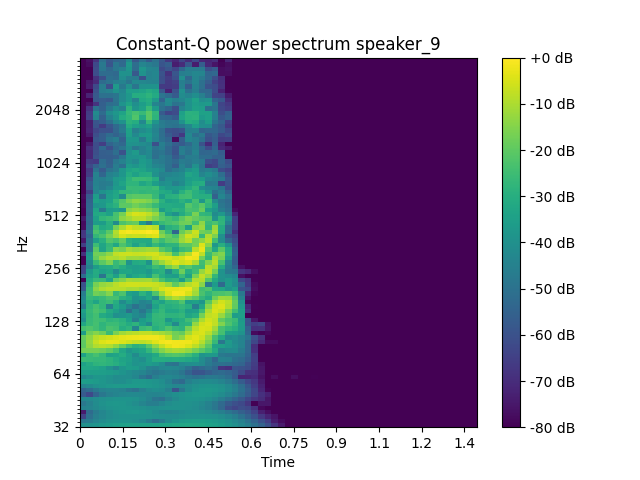 Constant-Q power spectrum speaker_9
Hz
2048
1024
512
256
128
64
32
0 0.15 0.3 0.45 0.6 0.75 0.9 1.1 1.2 1.4
Time
+0 dB
-10 dB
-20 dB
-30 dB
-40 dB
-50 dB
-60 dB
-70 dB
-80 dB